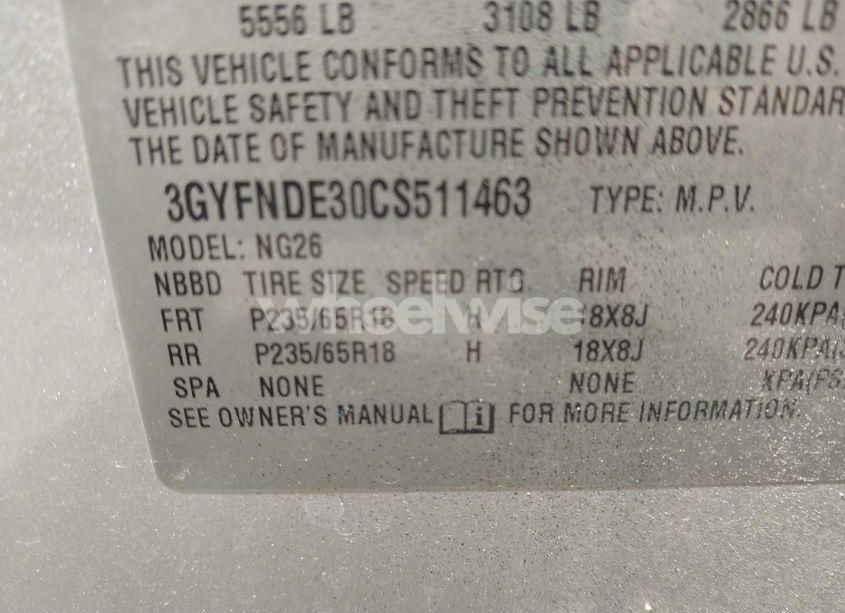 5556 LB 3108 LB 2866 LB
THIS VEHICLE CONFORMS TO ALL APPLICABLE U.S.
VEHICLE SAFETY AND THEFT PREVENTION STANDAR
THE DATE OF MANUFACTURE SHOWN ABOVE.
3GYFNDE30CS511463 TYPE: M.P.V.
MODEL: NG26
NBBD TIRE SIZE SPEED RTG RIM COLD T
FRT P235/65R18 H 18X8J 240KPA(
RR P235/65R18 H 18X8J 240KPA(
SPA NONE NONE KPA(PS
SEE OWNER'S MANUAL FOR MORE INFORMATION.
wheelwise